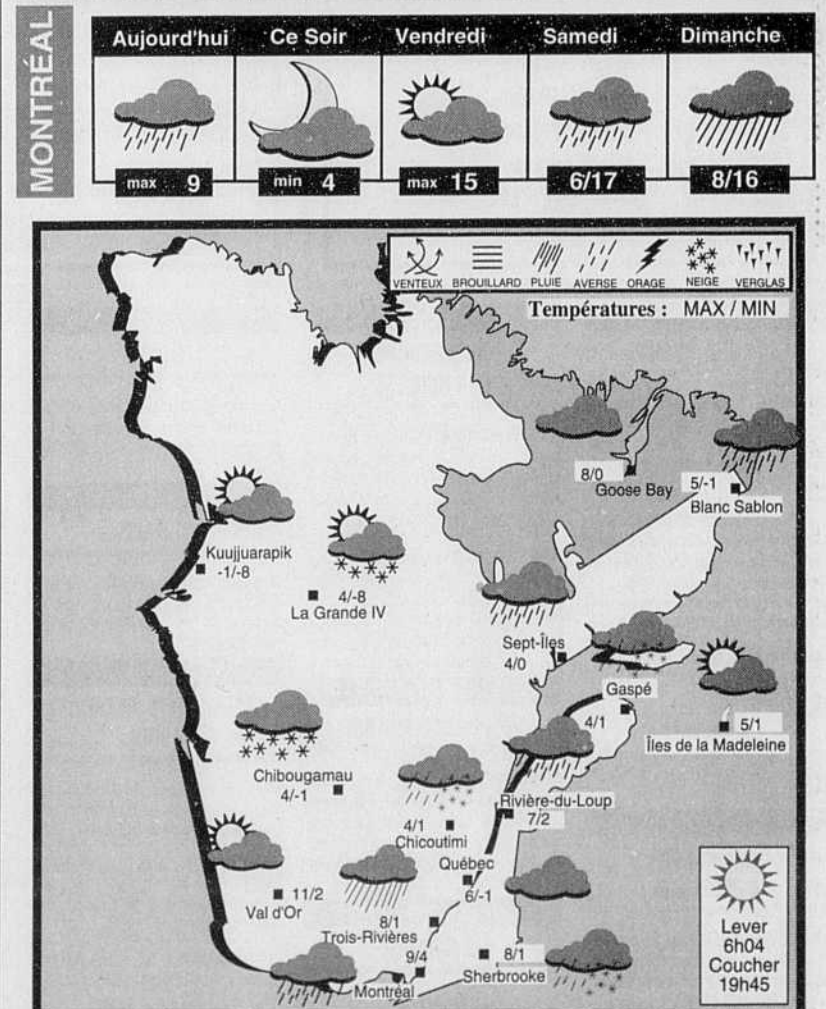 MONTRÉAL
Aujourd'hui Ce Soir Vendredi Samedi Dimanche
max 9 min 4 max 15 6/17 8/16
VENTEUX BROUILLARD PLUIE AVERSE ORAGE NEIGE VERGLAS
Températures : MAX / MIN
8/0
Goose Bay
5/-1
Blanc Sablon
Kuujjuarapik
-1/-8
4/-8
La Grande IV
Sept-Îles
4/0
Gaspé
4/1
5/1
Îles de la Madeleine
Chibougamau
4/-1
Rivière-du-Loup
7/2
4/1
Chicoutimi
Québec
6/-1
11/2
Val d'Or
8/1
Trois-Rivières
9/4
Montréal
8/1
Sherbrooke
Lever
6h04
Coucher
19h45